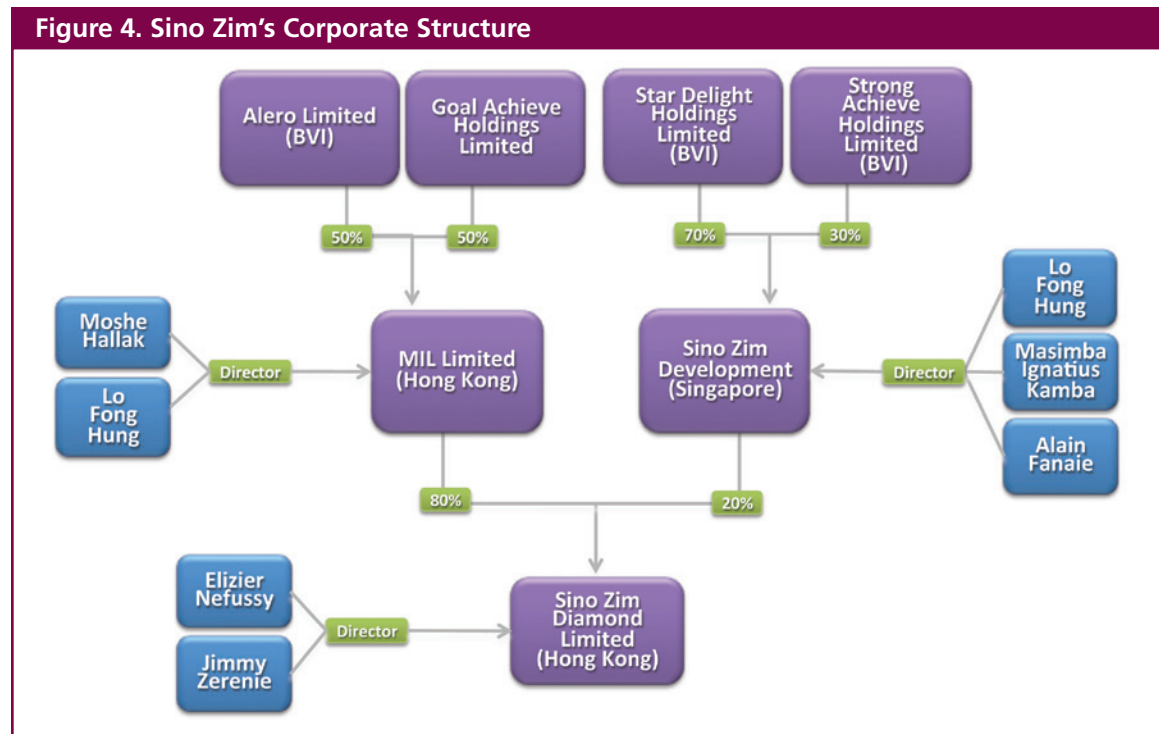 Figure 4. Sino Zim's Corporate Structure
Alero Limited
(BVI)
Goal Achieve
Holdings
Limited
Star Delight
Holdings
Limited
(BVI)
Strong
Achieve
Holdings
Limited
(BVI)
50%
50%
70%
30%
Moshe
Hallak
Lo
Fong
Hung
Director
MIL Limited
(Hong Kong)
Sino Zim
Development
(Singapore)
Director
Lo
Fong
Hung
Masimba
Ignatius
Kamba
Alain
Fanaie
80%
20%
Elizier
Nefussy
Jimmy
Zerenie
Director
Sino Zim
Diamond
Limited
(Hong Kong)